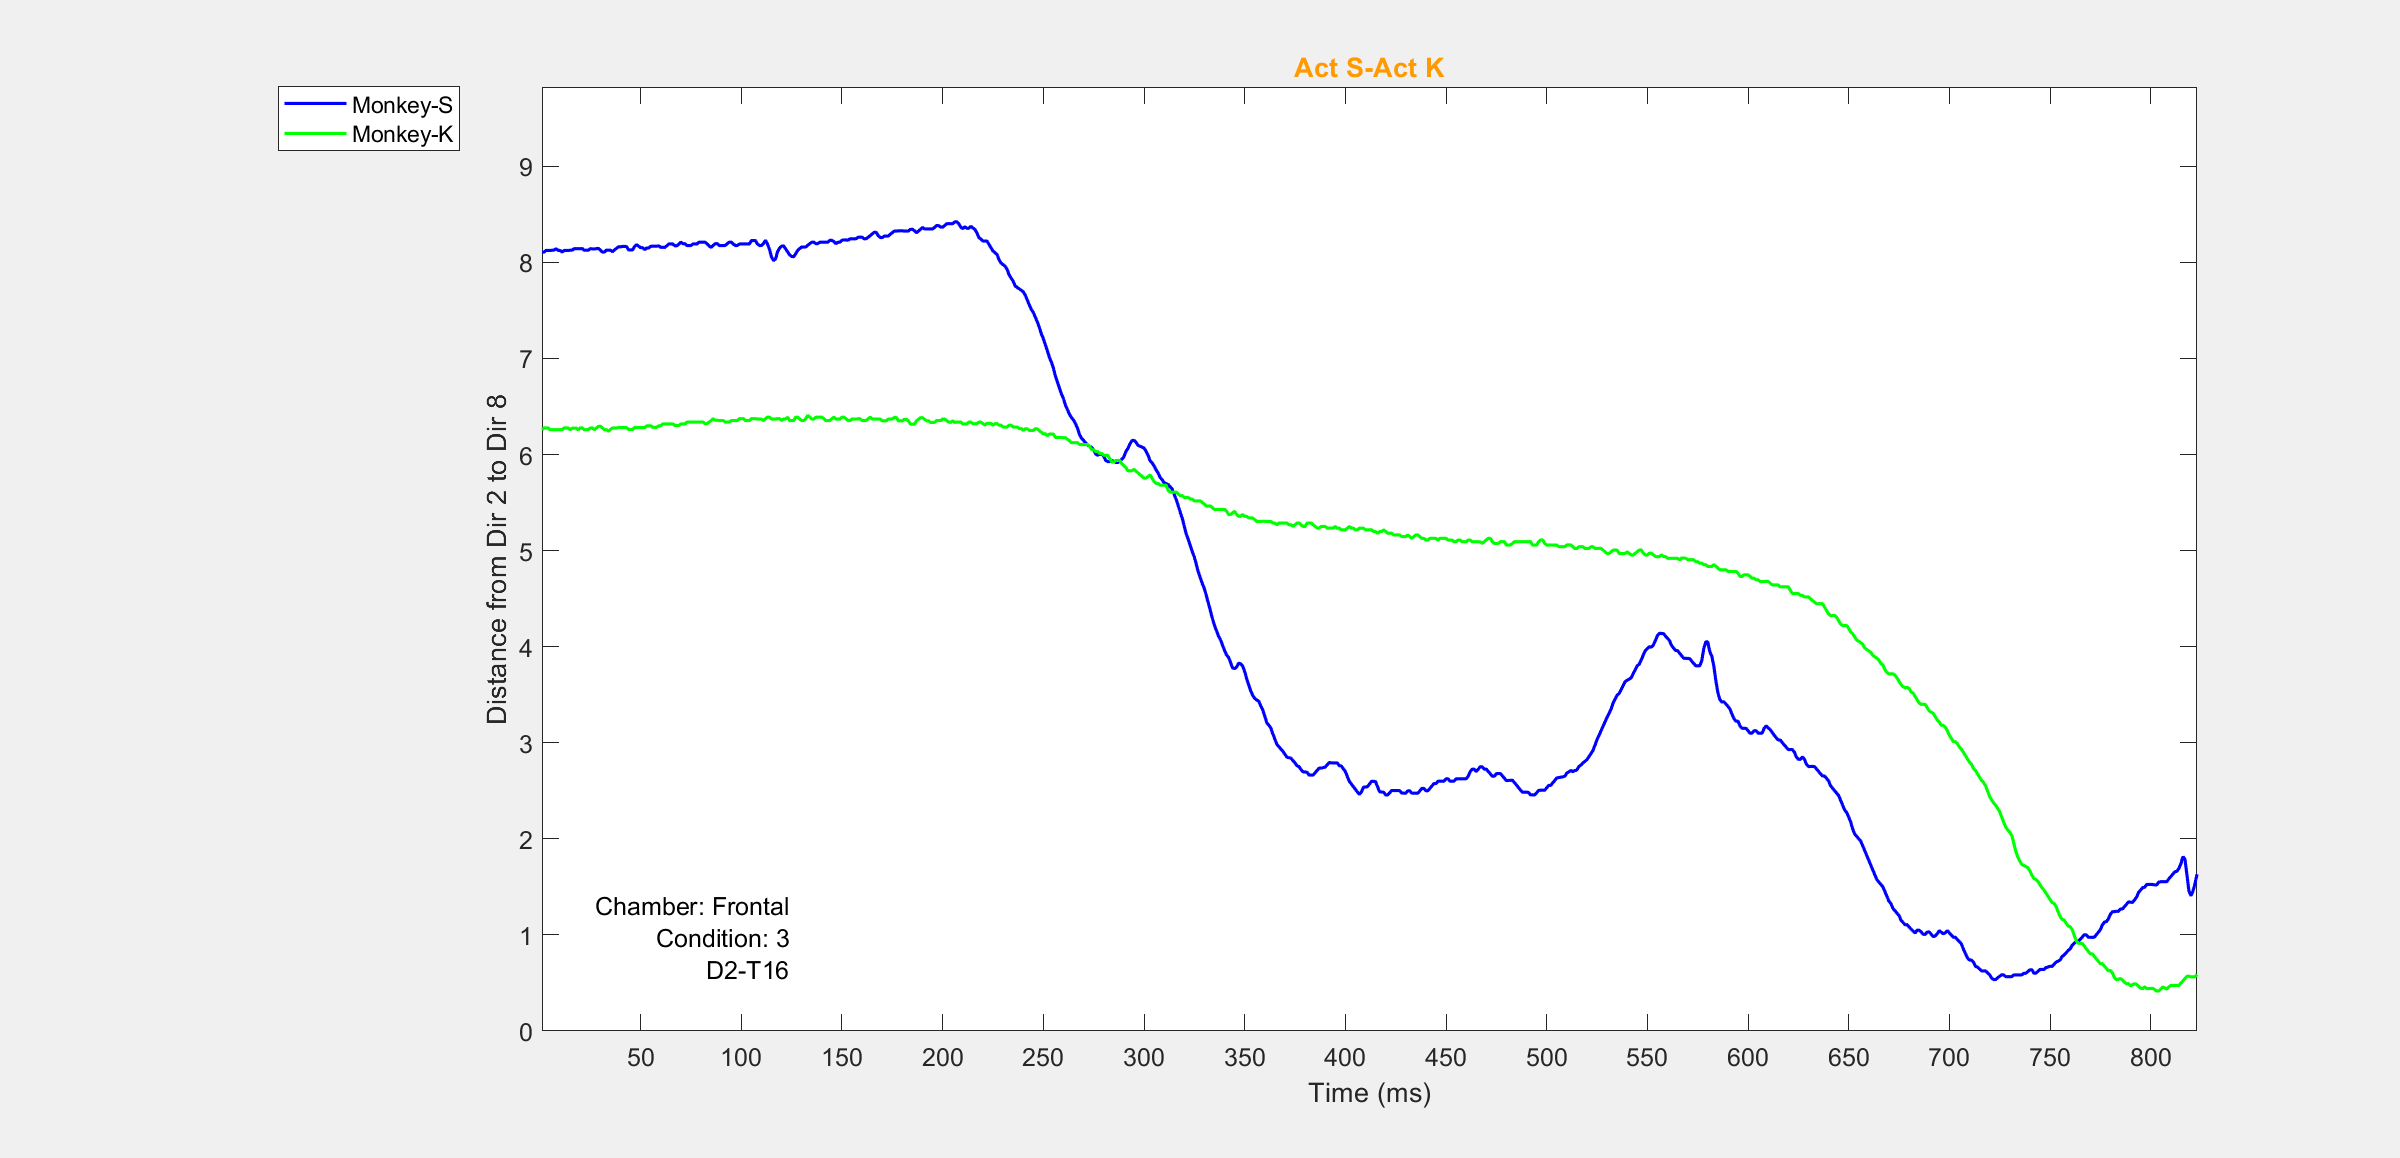 Act S-Act K
Monkey-S
Monkey-K
Distance from Dir 2 to Dir 8
9
8
7
6
5
4
3
2
1
0
Chamber: Frontal
Condition: 3
D2-T16
50 100 150 200 250 300 350 400 450 500 550 600 650 700 750 800
Time (ms)